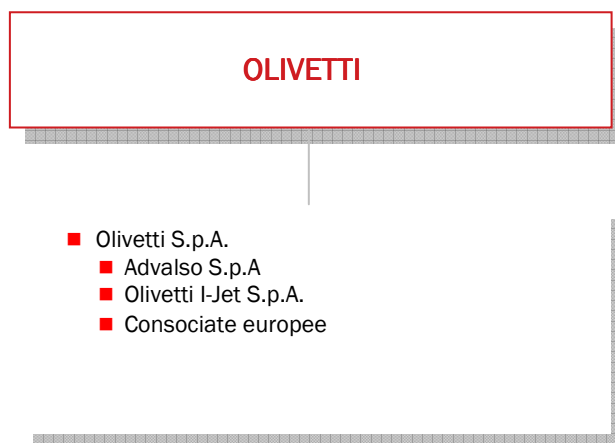 OLIVETTI
Olivetti S.p.A.
Advalso S.p.A
Olivetti I-Jet S.p.A.
Consociate europee